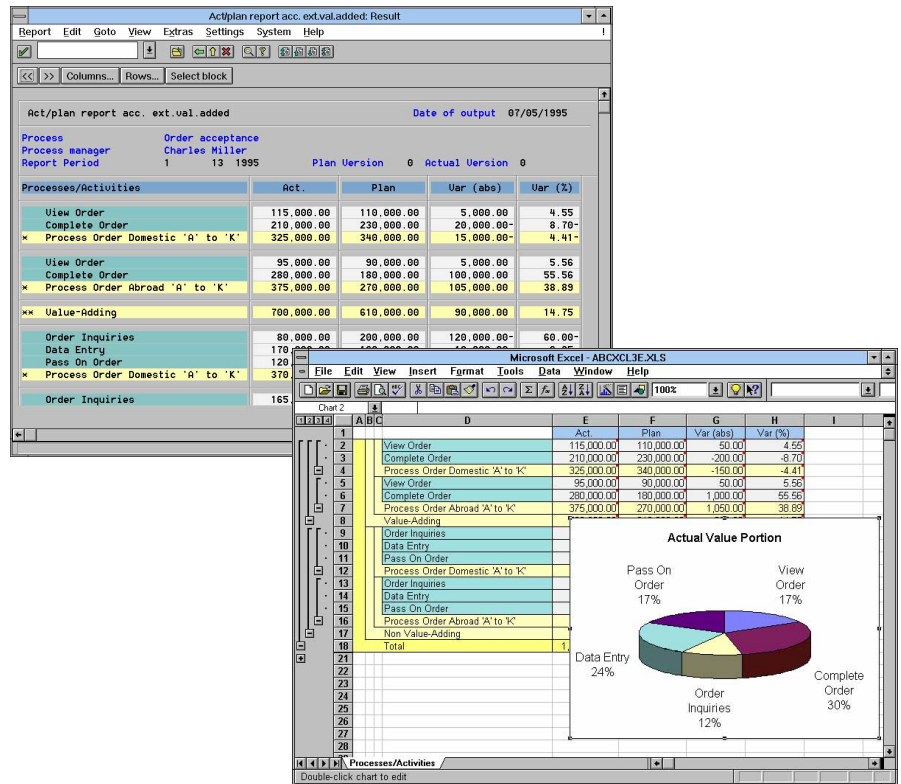 Act/plan report acc. ext.val.added: Result
Report Edit Goto View Extras Settings System Help !
<< >> Columns... Rows... Select block
Act/plan report acc. ext.val.added Date of output 07/05/1995
Process Order acceptance
Process manager Charles Miller
Report Period 1 13 1995 Plan Version 0 Actual Version 0
Processes/Activities Act. Plan Var (abs) Var (%)
View Order 115,000.00 110,000.00 5,000.00 4.55
Complete Order 210,000.00 230,000.00 20,000.00- 8.70-
* Process Order Domestic 'A' to 'K' 325,000.00 340,000.00 15,000.00- 4.41-
View Order 95,000.00 90,000.00 5,000.00 5.56
Complete Order 280,000.00 180,000.00 100,000.00 55.56
* Process Order Abroad 'A' to 'K' 375,000.00 270,000.00 105,000.00 38.89
** Value-Adding 700,000.00 610,000.00 90,000.00 14.75
Order Inquiries 80,000.00 200,000.00 120,000.00- 60.00-
Data Entry
Pass On Order 120,
* Process Order Domestic 'A' to 'K' 370,
Order Inquiries 165,
Microsoft Excel - ABCXCL3E.XLS
File Edit View Insert Format Tools Data Window Help
100%
Chart 2
1 2 3 4 A B C D E F G H I
1 Act. Plan Var (abs) Var (%)
2 View Order 115,000.00 110,000.00 50.00 4.55
3 Complete Order 210,000.00 230,000.00 -200.00 -8.70
4 Process Order Domestic 'A' to 'K' 325,000.00 340,000.00 -150.00 -4.41
5 View Order 95,000.00 90,000.00 50.00 5.56
6 Complete Order 280,000.00 180,000.00 1,000.00 55.56
7 Process Order Abroad 'A' to 'K' 375,000.00 270,000.00 1,050.00 38.89
8 Value-Adding
9 Order Inquiries
10 Data Entry
11 Pass On Order
12 Process Order Domestic 'A' to 'K'
13 Order Inquiries
14 Data Entry
15 Pass On Order
16 Process Order Abroad 'A' to 'K'
17 Non Value-Adding
18 Total 1,
21
22
23
24
25
26
27
28
Actual Value Portion
Pass On
Order
17%
View
Order
17%
Data Entry
24%
Order
Inquiries
12%
Complete
Order
30%
Processes/Activities
Double-click chart to edit